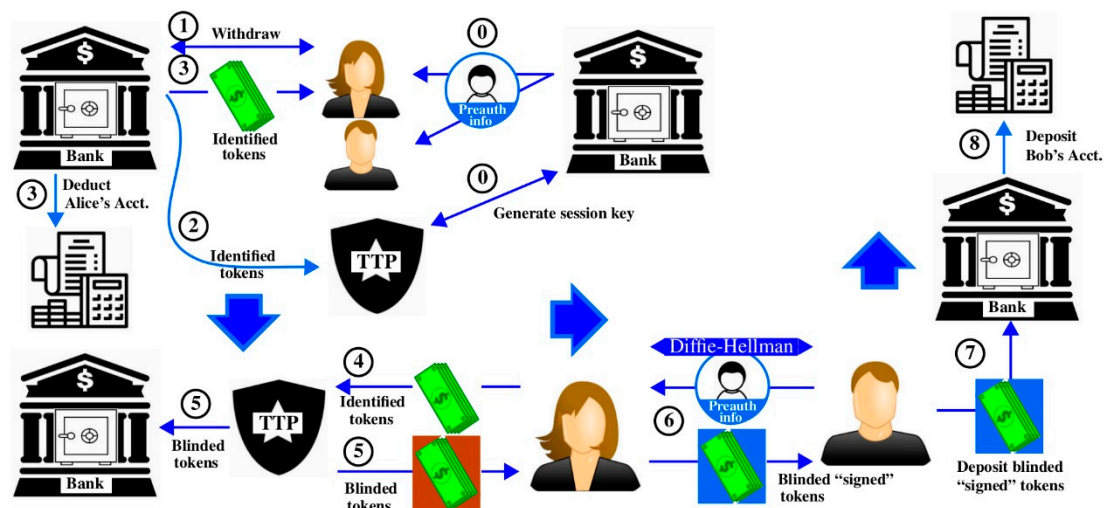 1
Withdraw
$
3
Identified
tokens
Bank
0
Preauth
info
$
Bank
3
Deduct
Alice's Acct.
2
Identified
tokens
0
Generate session key
TTP
8
Deposit
Bob's Acct.
$
Bank
$
Bank
5
Blinded
tokens
TTP
4
Identified
tokens
5
Blinded
tokens
Diffie-Hellman
Preauth
info
6
Blinded “signed”
tokens
7
Deposit blinded
“signed” tokens